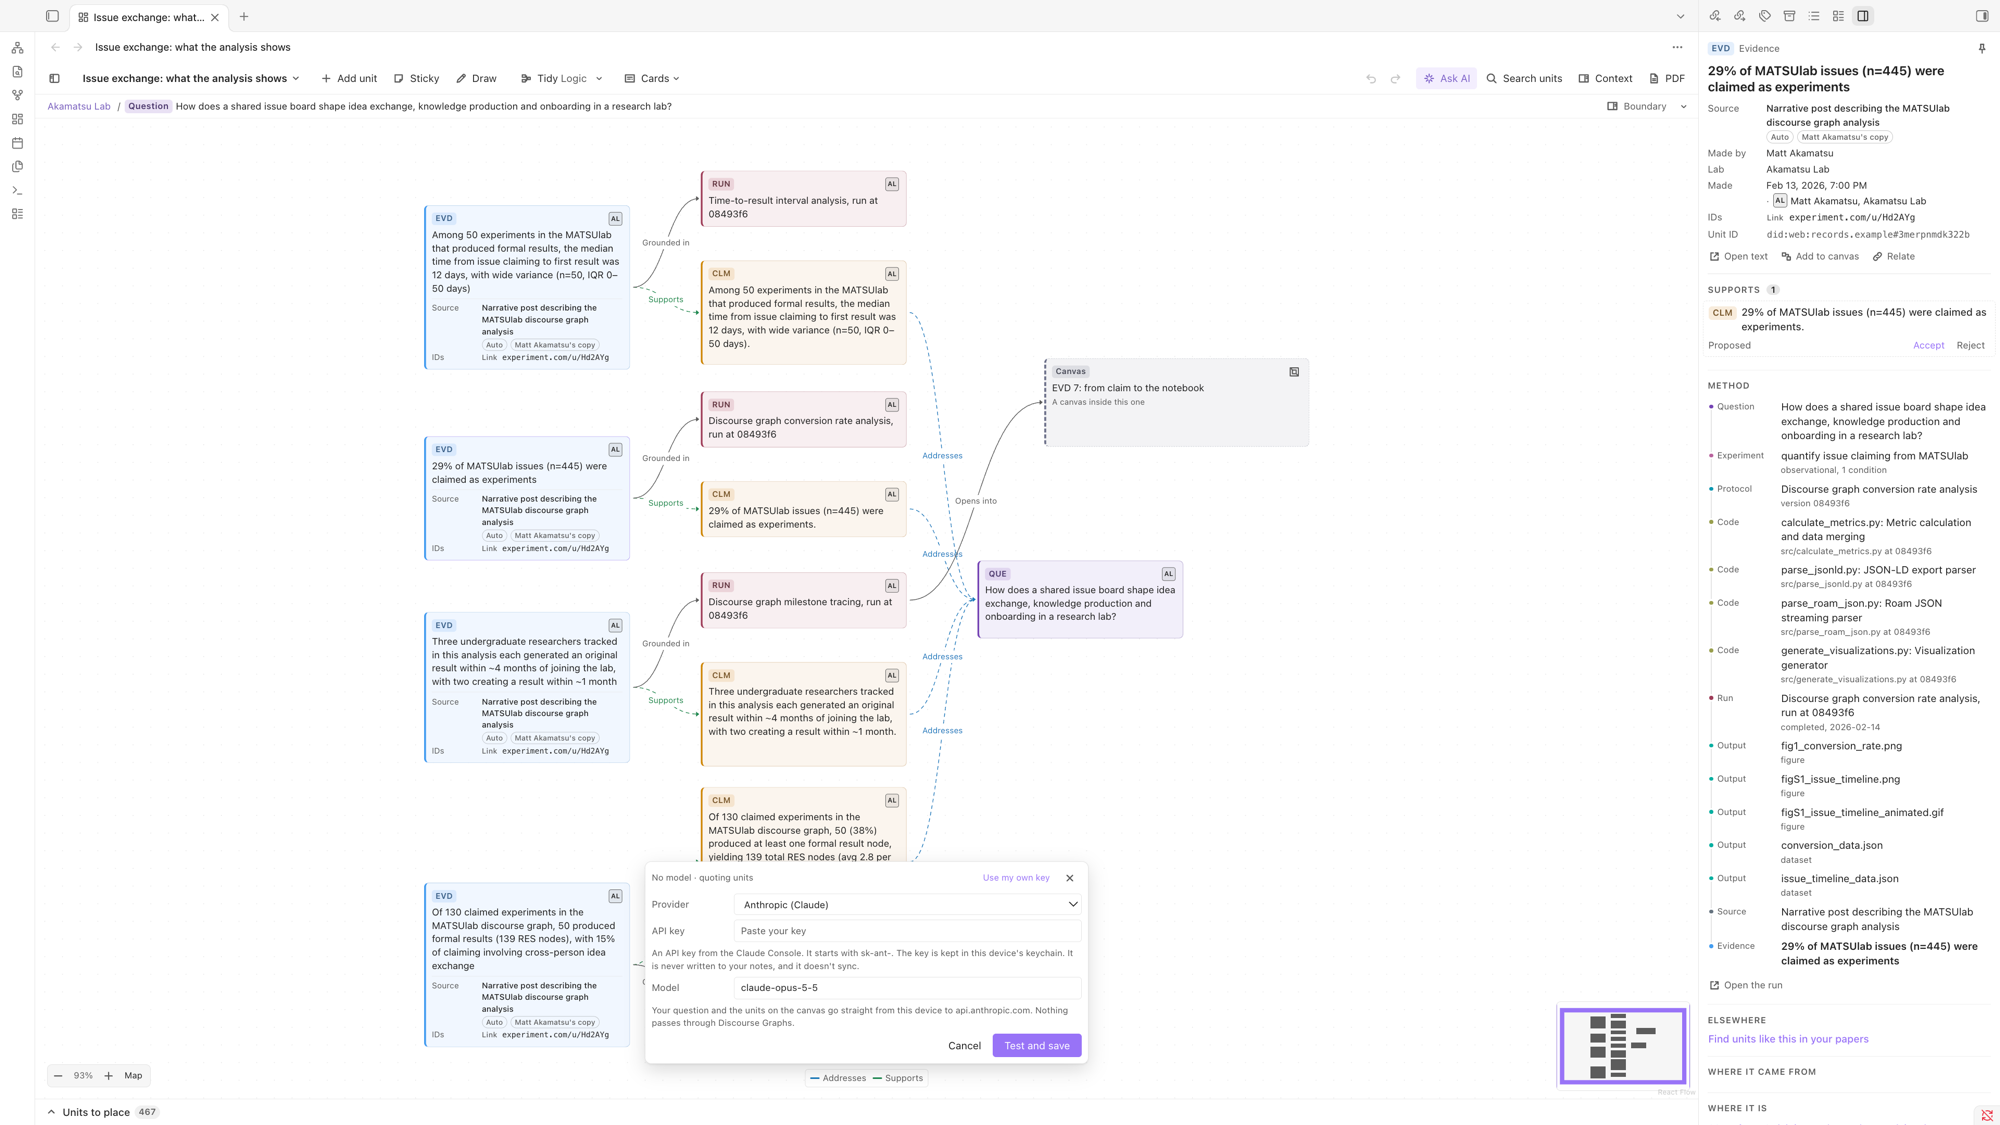 Issue exchange: what...
Issue exchange: what the analysis shows
Issue exchange: what the analysis shows
Add unit
Sticky
Draw
Tidy Logic
Cards
Ask AI
Search units
Context
PDF
Akamatsu Lab / Question How does a shared issue board shape idea exchange, knowledge production and onboarding in a research lab?
Boundary
EVD AL
Among 50 experiments in the MATSUlab
that produced formal results, the median
time from issue claiming to first result was
12 days, with wide variance (n=50, IQR 0–
50 days)
Source Narrative post describing the
MATSUlab discourse graph
analysis
Auto Matt Akamatsu's copy
IDs Link experiment.com/u/Hd2AYg
EVD AL
29% of MATSUlab issues (n=445) were
claimed as experiments
Source Narrative post describing the
MATSUlab discourse graph
analysis
Auto Matt Akamatsu's copy
IDs Link experiment.com/u/Hd2AYg
EVD AL
Three undergraduate researchers tracked
in this analysis each generated an original
result within ~4 months of joining the lab,
with two creating a result within ~1 month
Source Narrative post describing the
MATSUlab discourse graph
analysis
Auto Matt Akamatsu's copy
IDs Link experiment.com/u/Hd2AYg
EVD AL
Of 130 claimed experiments in the
MATSUlab discourse graph, 50 produced
formal results (139 RES nodes), with 15%
of claiming involving cross-person idea
exchange
Source Narrative post describing the
MATSUlab discourse graph
analysis
Auto Matt Akamatsu's copy
IDs Link experiment.com/u/Hd2AYg
Grounded in
Supports
Grounded in
Supports
Grounded in
Supports
RUN AL
Time-to-result interval analysis, run at
08493f6
CLM AL
Among 50 experiments in the MATSUlab
that produced formal results, the median
time from issue claiming to first result was
12 days, with wide variance (n=50, IQR 0–
50 days).
RUN AL
Discourse graph conversion rate analysis,
run at 08493f6
CLM AL
29% of MATSUlab issues (n=445) were
claimed as experiments.
RUN AL
Discourse graph milestone tracing, run at
08493f6
CLM AL
Three undergraduate researchers tracked
in this analysis each generated an original
result within ~4 months of joining the lab,
with two creating a result within ~1 month.
CLM AL
Of 130 claimed experiments in the
MATSUlab discourse graph, 50 (38%)
produced at least one formal result node,
yielding 139 total RES nodes (avg 2.8 per
Addresses
Opens into
Addresses
Addresses
Addresses
Canvas
EVD 7: from claim to the notebook
A canvas inside this one
QUE AL
How does a shared issue board shape idea
exchange, knowledge production and
onboarding in a research lab?
No model · quoting units
Use my own key
Provider Anthropic (Claude)
API key Paste your key
An API key from the Claude Console. It starts with sk-ant-. The key is kept in this device's keychain. It
is never written to your notes, and it doesn't sync.
Model claude-opus-5-5
Your question and the units on the canvas go straight from this device to api.anthropic.com. Nothing
passes through Discourse Graphs.
Cancel
Test and save
Addresses Supports
93% Map
React Flow
Units to place 467
EVD Evidence
29% of MATSUlab issues (n=445) were
claimed as experiments
Source Narrative post describing the MATSUlab
discourse graph analysis
Auto Matt Akamatsu's copy
Made by Matt Akamatsu
Lab Akamatsu Lab
Made Feb 13, 2026, 7:00 PM
· AL Matt Akamatsu, Akamatsu Lab
IDs Link experiment.com/u/Hd2AYg
Unit ID did:web:records.example#3merpnmdk322b
Open text
Add to canvas
Relate
SUPPORTS 1
CLM 29% of MATSUlab issues (n=445) were claimed as
experiments.
Proposed Accept Reject
METHOD
Question How does a shared issue board shape idea
exchange, knowledge production and
onboarding in a research lab?
Experiment quantify issue claiming from MATSUlab
observational, 1 condition
Protocol Discourse graph conversion rate analysis
version 08493f6
Code calculate_metrics.py: Metric calculation
and data merging
src/calculate_metrics.py at 08493f6
Code parse_jsonld.py: JSON-LD export parser
src/parse_jsonld.py at 08493f6
Code parse_roam_json.py: Roam JSON
streaming parser
src/parse_roam_json.py at 08493f6
Code generate_visualizations.py: Visualization
generator
src/generate_visualizations.py at 08493f6
Run Discourse graph conversion rate analysis,
run at 08493f6
completed, 2026-02-14
Output fig1_conversion_rate.png
figure
Output figS1_issue_timeline.png
figure
Output figS1_issue_timeline_animated.gif
figure
Output conversion_data.json
dataset
Output issue_timeline_data.json
dataset
Source Narrative post describing the MATSUlab
discourse graph analysis
Evidence 29% of MATSUlab issues (n=445) were
claimed as experiments
Open the run
ELSEWHERE
Find units like this in your papers
WHERE IT CAME FROM
WHERE IT IS